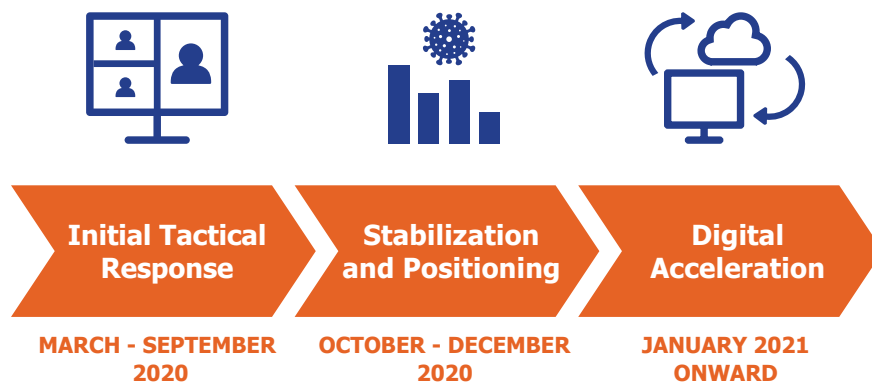 Initial Tactical
Response
Stabilization
and Positioning
Digital
Acceleration
MARCH - SEPTEMBER
2020
OCTOBER - DECEMBER
2020
JANUARY 2021
ONWARD